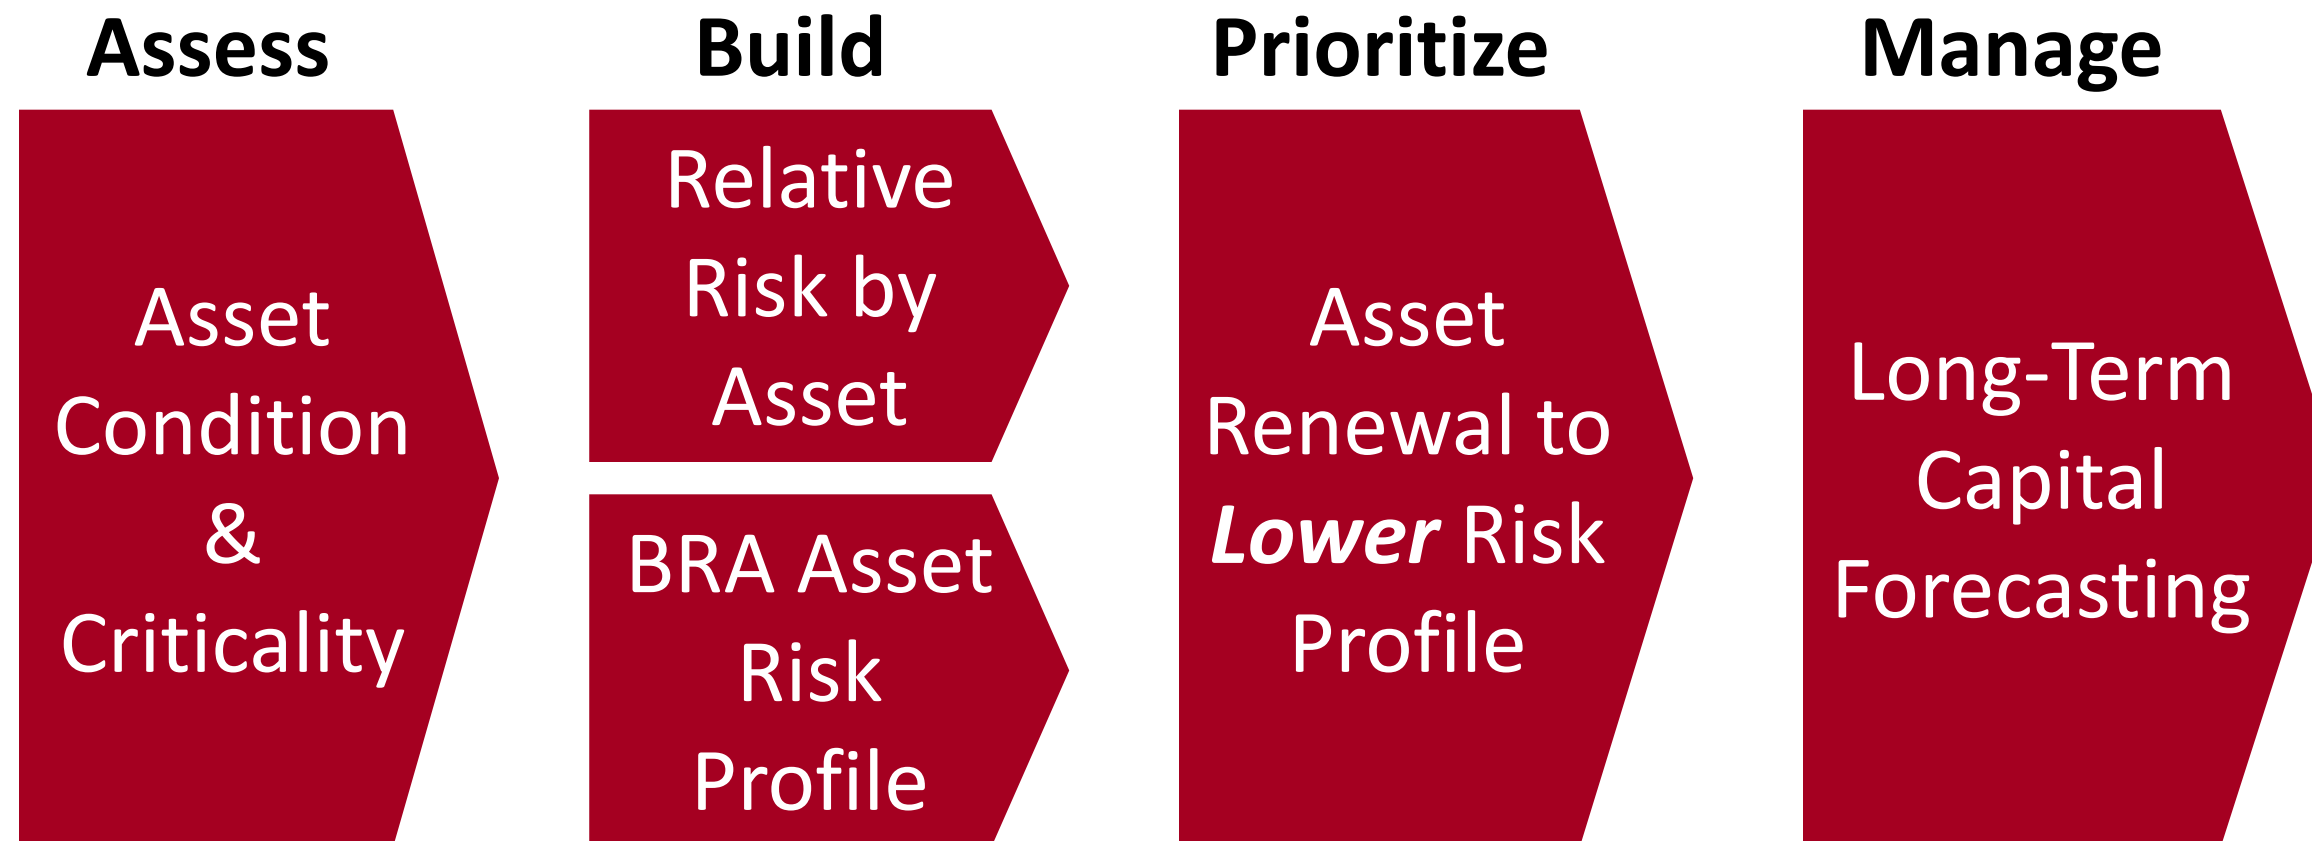 Assess
Asset
Condition
&
Criticality
Build
Relative
Risk by
Asset
BRA Asset
Risk
Profile
Prioritize
Asset
Renewal to
Lower Risk
Profile
Manage
Long-Term
Capital
Forecasting